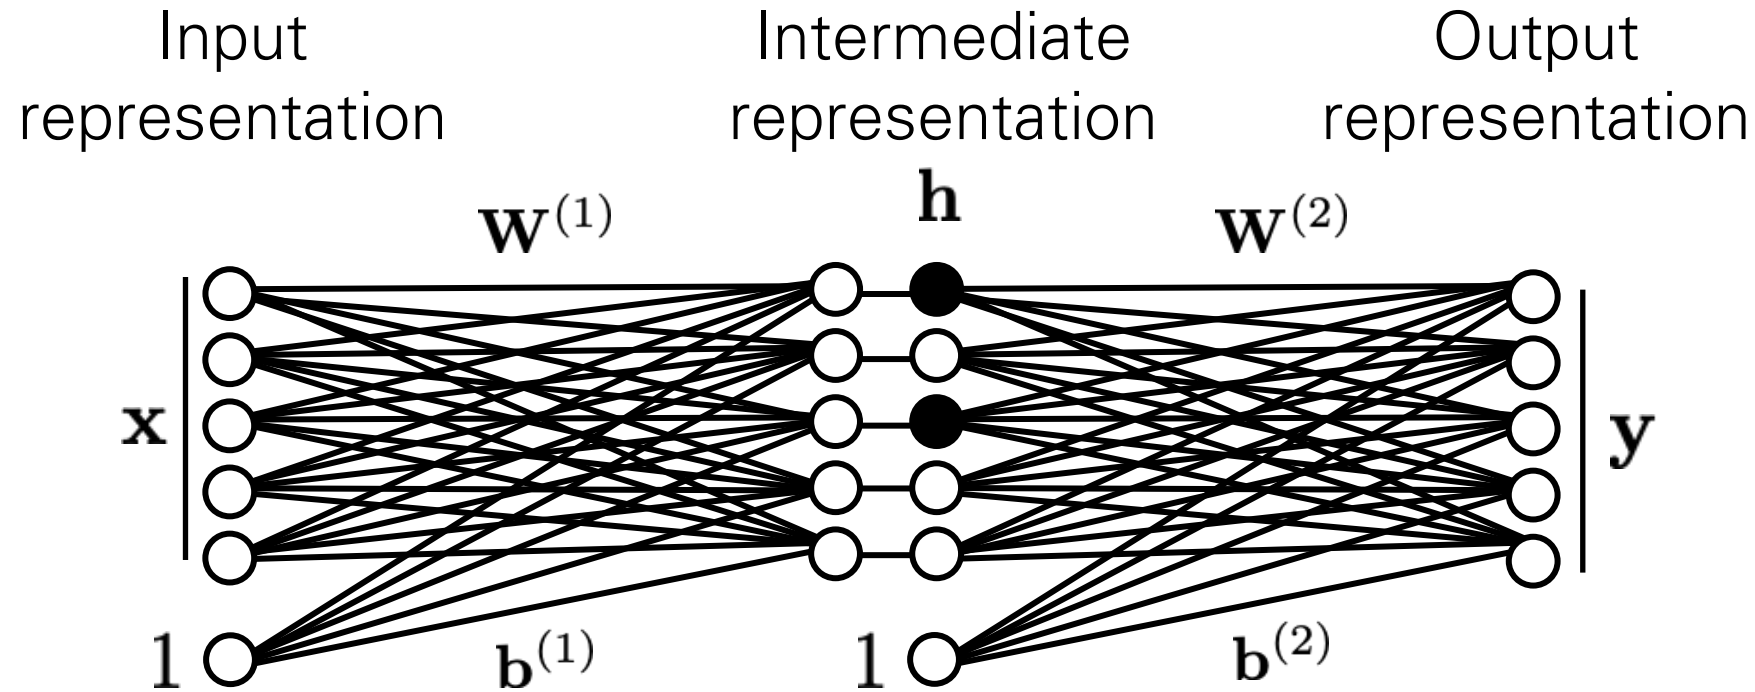 Input
representation
Intermediate
representation
Output
representation
h
W^(1)
W^(2)
x
y
1
b^(1)
1
b^(2)